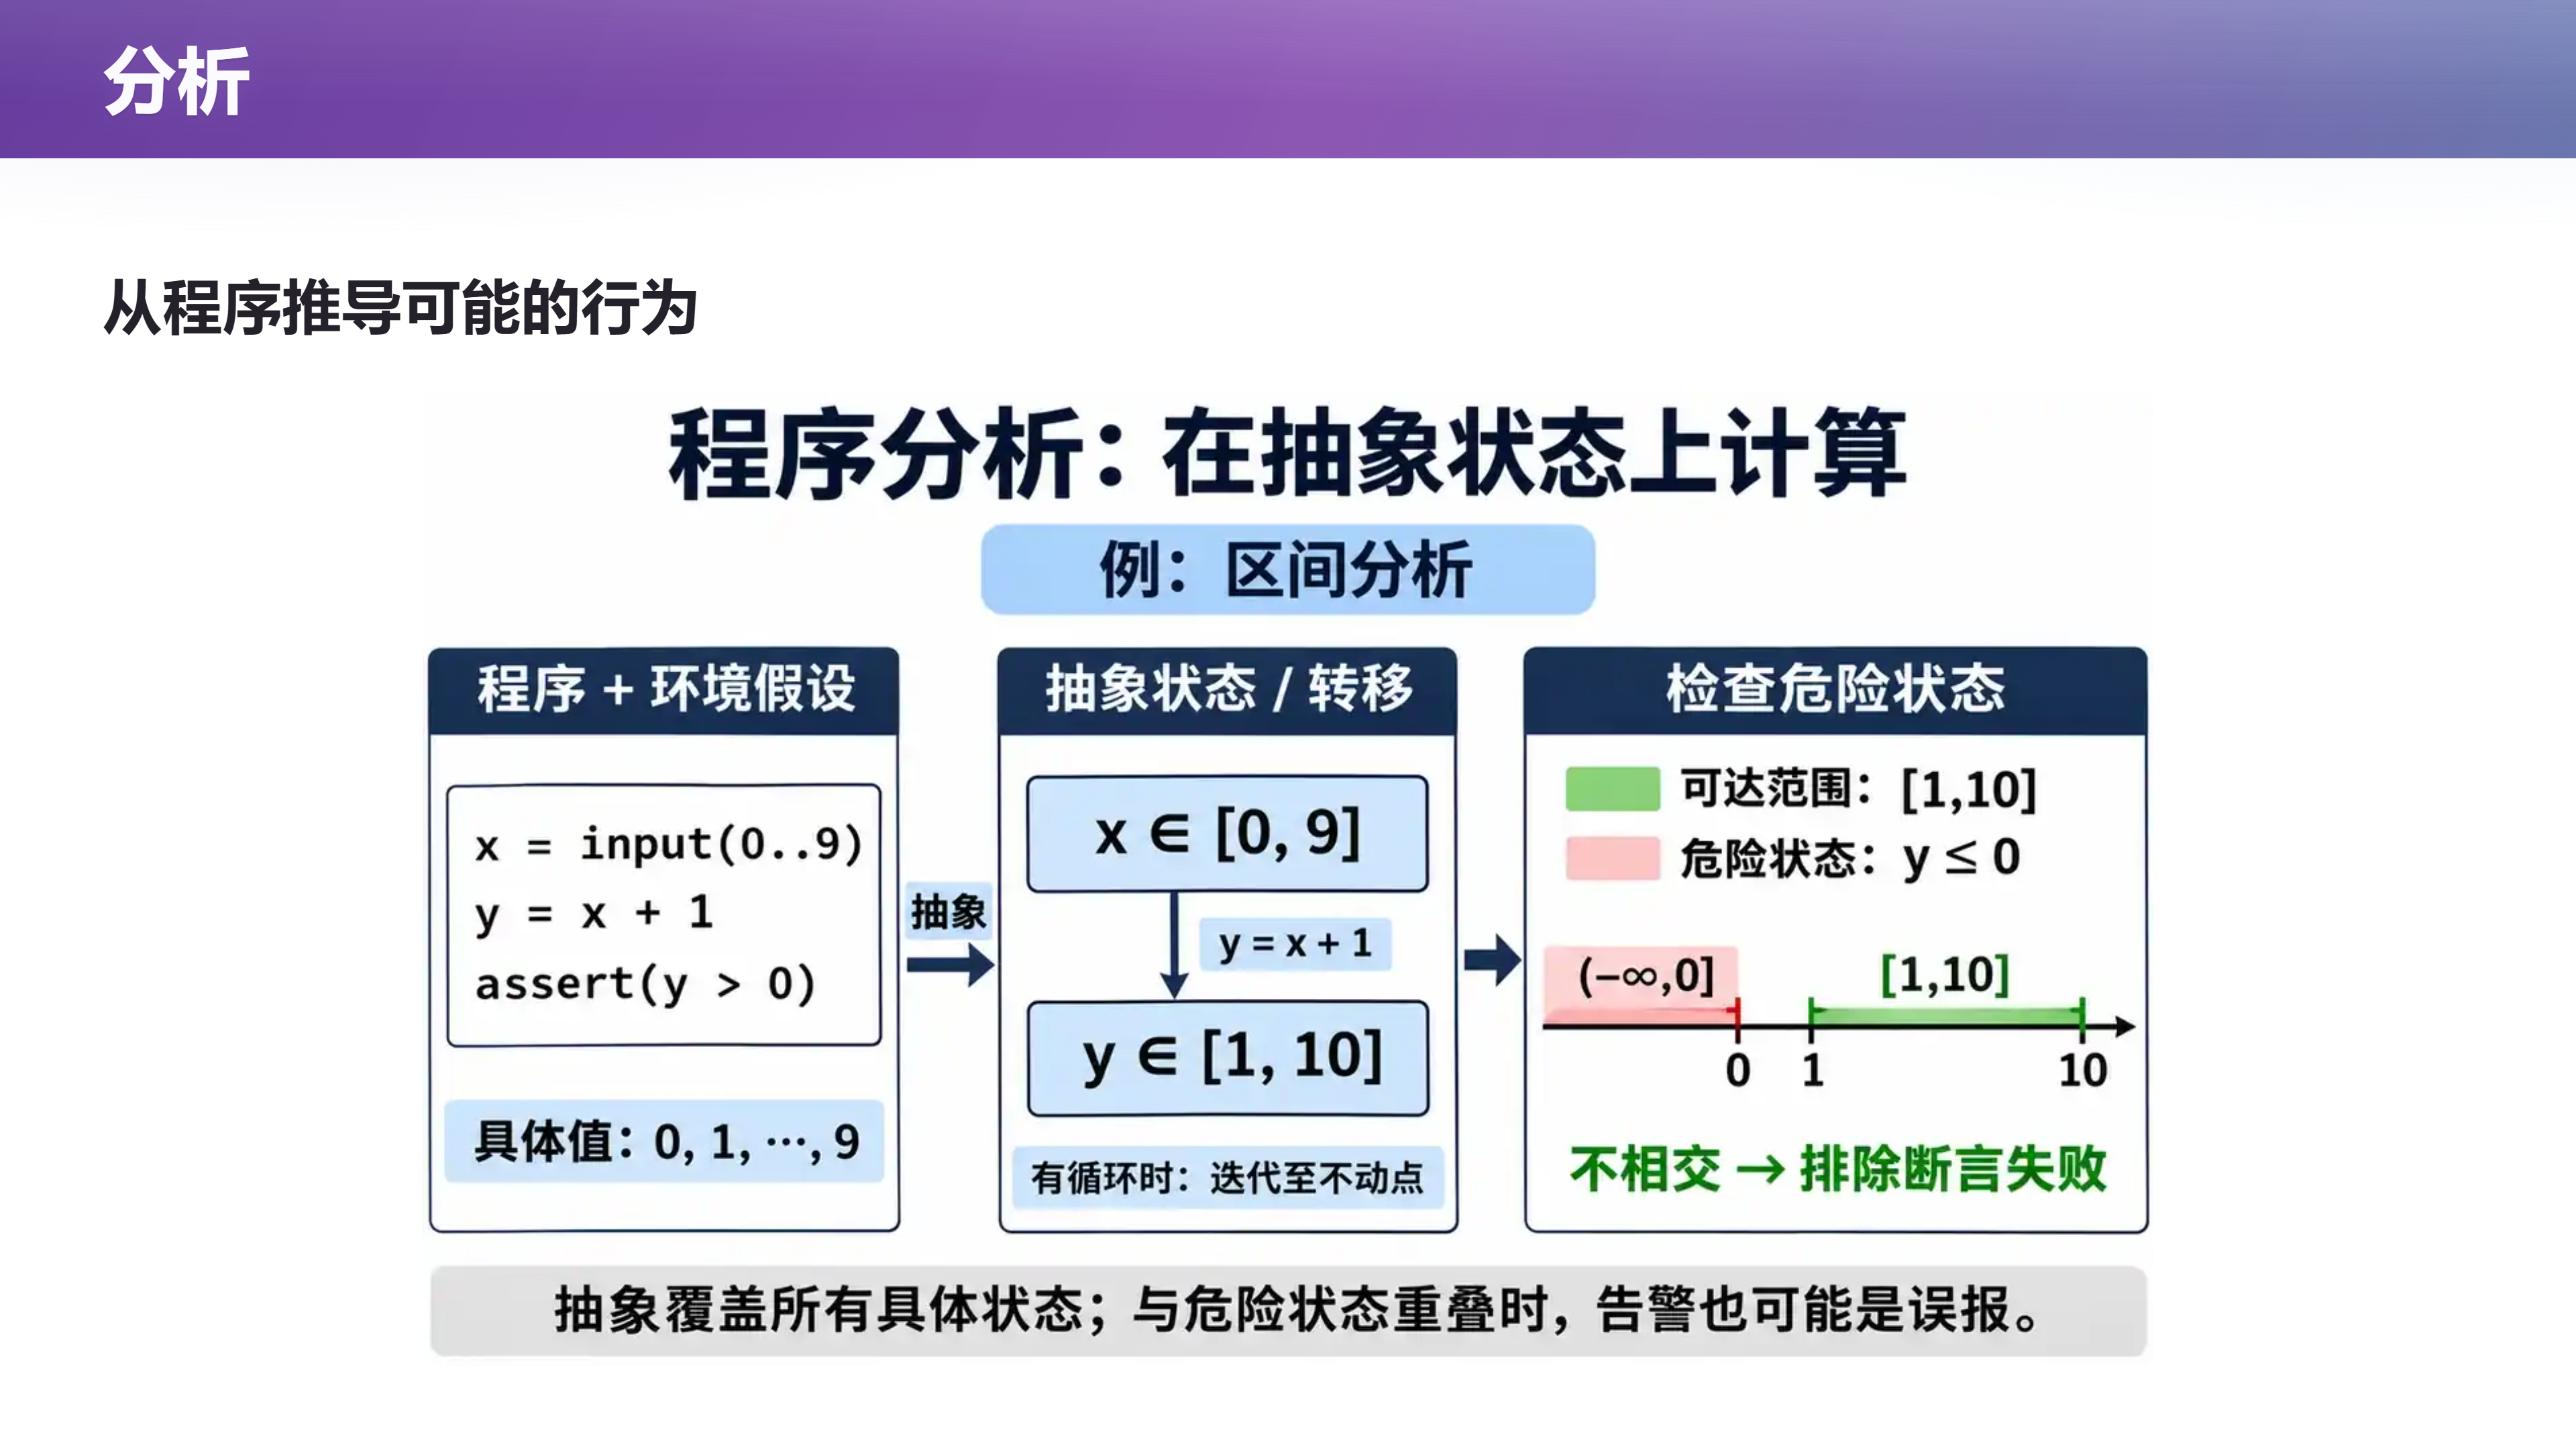 分析
从程序推导可能的行为
程序分析：在抽象状态上计算
例：区间分析
程序 + 环境假设
x = input(0..9)
y = x + 1
assert(y > 0)
具体值：0, 1, …, 9
抽象
抽象状态 / 转移
x ∈ [0, 9]
y = x + 1
y ∈ [1, 10]
有循环时：迭代至不动点
检查危险状态
可达范围：[1,10]
危险状态：y ≤ 0
(−∞,0]
[1,10]
0 1 10
不相交 → 排除断言失败
抽象覆盖所有具体状态；与危险状态重叠时，告警也可能是误报。